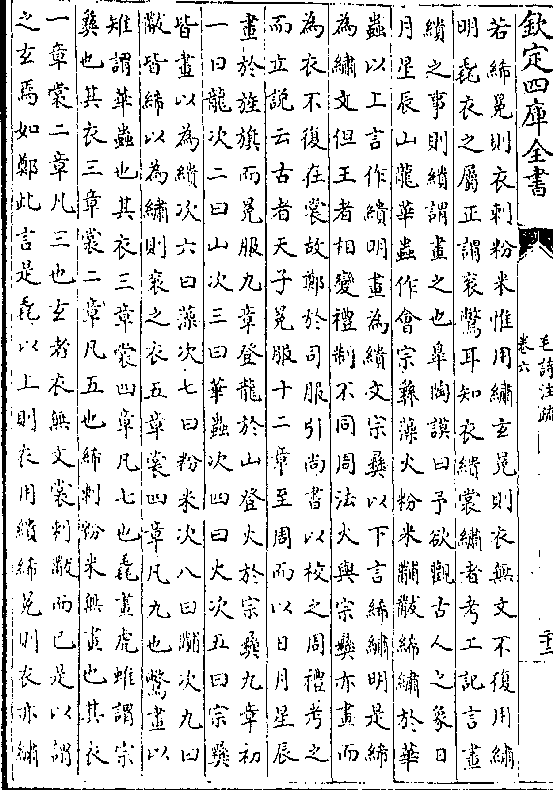 欽定四庫全書
毛詩注疏
卷六
若絺冕則衣刺粉米惟用繡玄冕則衣無文不復用繡
明毳衣之屬正謂袞鷩耳知衣繢裳繡者考工記言畫
繢之事則繢謂畫之也臯陶謨曰予欲觀古人之象日
月星辰山龍華蟲作會宗彝藻火粉米黼黻絺繡於華
蟲以上言作繢明畫為繢文宗彝以下言絺繡明是絺
為繡文但王者相變禮制不同周法火與宗彝亦畫而
為衣不復在裳故鄭於司服引尚書以校之周禮考之
而立說云古者天子冕服十二章至周而以日月星辰
畫於旌旗而冕服九章登龍於山登火於宗彝九章初
一曰龍次二曰山次三曰華蟲次四曰火次五曰宗彝
皆畫以為繢次六曰藻次七曰粉米次八曰黼次九曰
黻皆絺以為繡則袞之衣五章裳四章凡九也鷩畫以
雉謂華蟲也其衣三章裳四章凡七也毳畫虎蜼謂宗
彝也其衣三章裳二章凡五也絺刺粉米無畫也其衣
一章裳二章凡三也玄者衣無文裳刺黻而已是以謂
之玄焉如鄭此言是毳以上則衣用繢絺冕則衣亦繡